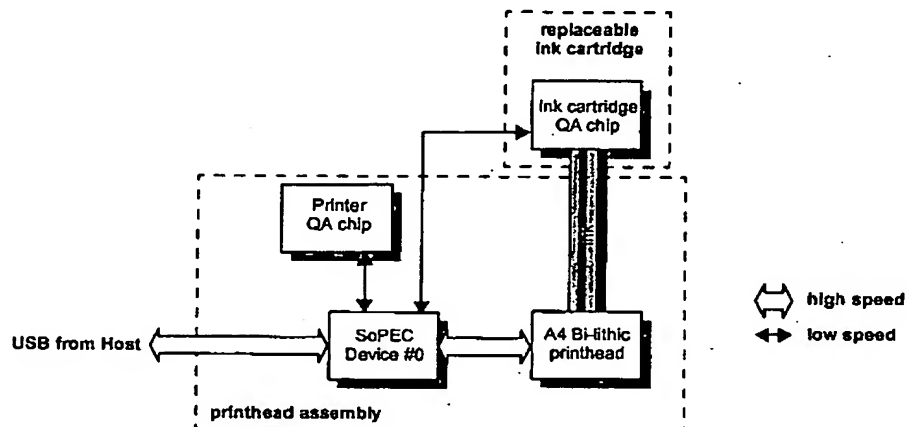 replaceable
ink cartridge
Ink cartridge
QA chip
Printer
QA chip
ink
USB from Host
SoPEC
Device #0
A4 Bi-lithic
printhead
high speed
low speed
printhead assembly